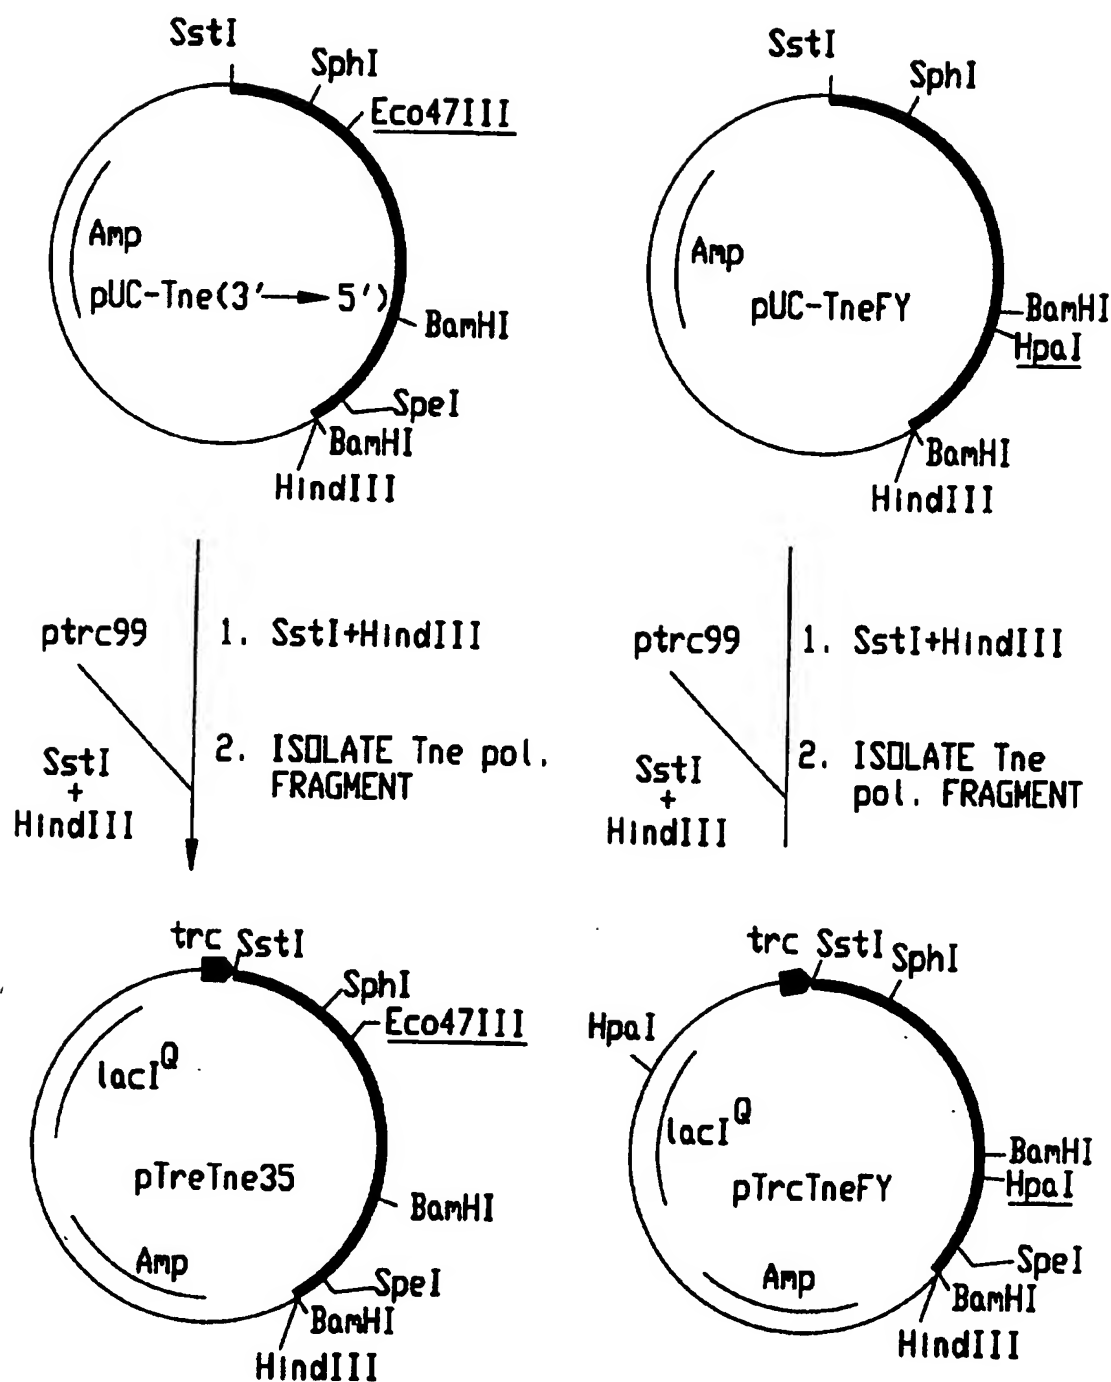 SstI
SphI
Eco47III
Amp
pUC-Tne(3' → 5')
BamHI
SpeI
BamHI
HindIII
SstI
SphI
Amp
pUC-TneFY
BamHI
HpaI
BamHI
HindIII
ptrc99
1. SstI+HindIII
SstI
+
HindIII
2. ISOLATE Tne pol.
FRAGMENT
ptrc99
1. SstI+HindIII
SstI
+
HindIII
2. ISOLATE Tne
pol. FRAGMENT
trc
SstI
SphI
Eco47III
lacI^Q
pTreTne35
BamHI
Amp
SpeI
BamHI
HindIII
trc
SstI
SphI
HpaI
lacI^Q
pTrcTneFY
BamHI
HpaI
Amp
SpeI
BamHI
HindIII